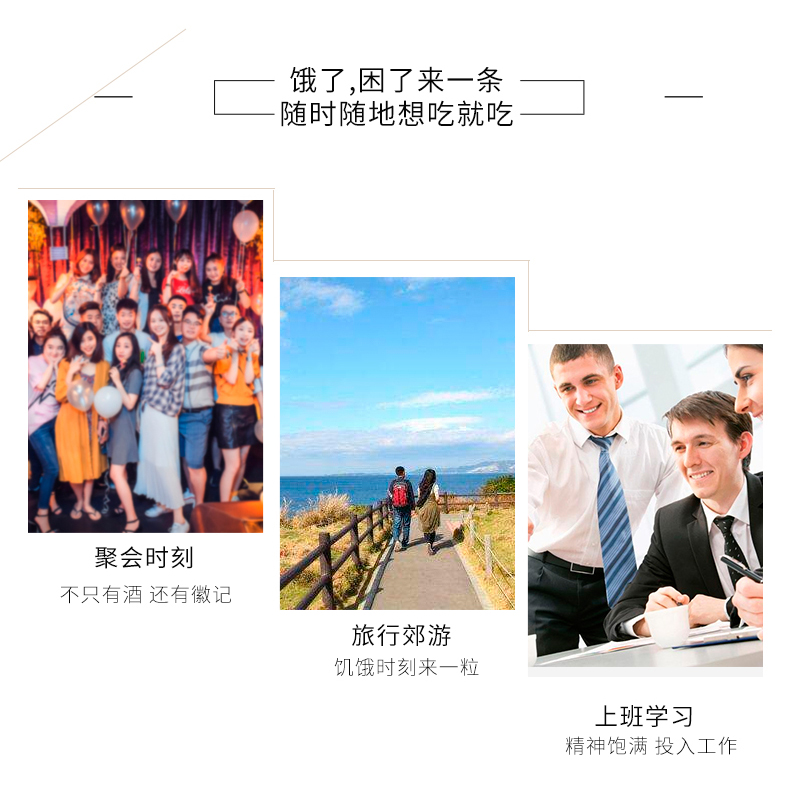 饿了,困了来一条
随时随地想吃就吃
聚会时刻
不只有酒 还有徽记
旅行郊游
饥饿时刻来一粒
上班学习
精神饱满 投入工作